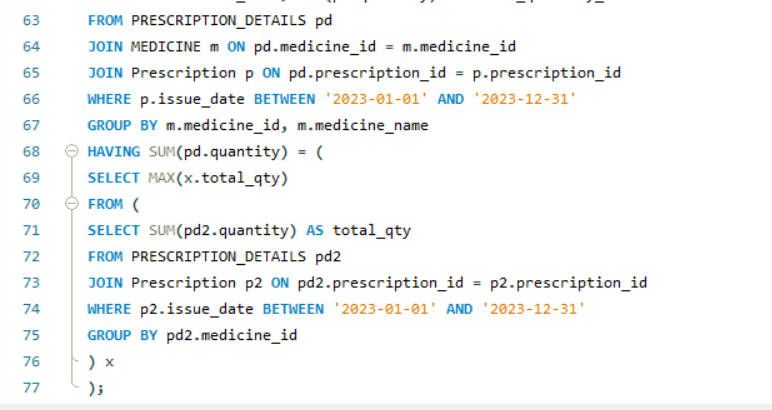 63 FROM PRESCRIPTION_DETAILS pd
64 JOIN MEDICINE m ON pd.medicine_id = m.medicine_id
65 JOIN Prescription p ON pd.prescription_id = p.prescription_id
66 WHERE p.issue_date BETWEEN '2023-01-01' AND '2023-12-31'
67 GROUP BY m.medicine_id, m.medicine_name
68 HAVING SUM(pd.quantity) = (
69 SELECT MAX(x.total_qty)
70 FROM (
71 SELECT SUM(pd2.quantity) AS total_qty
72 FROM PRESCRIPTION_DETAILS pd2
73 JOIN Prescription p2 ON pd2.prescription_id = p2.prescription_id
74 WHERE p2.issue_date BETWEEN '2023-01-01' AND '2023-12-31'
75 GROUP BY pd2.medicine_id
76 ) x
77 );